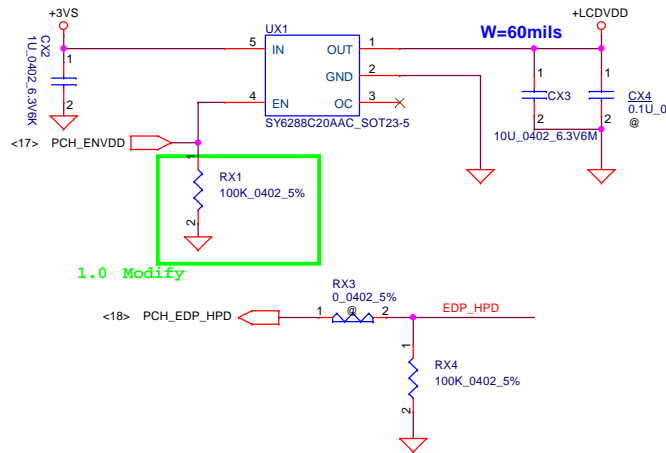 +3VS
+LCDVDD
UX1
W=60mils
CX2
1U_0402_6.3V6K
1
2
5 IN OUT 1
GND 2
4 EN OC 3
SY6288C20AAC_SOT23-5
1
CX3
2
10U_0402_6.3V6M
1
CX4
0.1U_0
@
2
<17> PCH_ENVDD
1
RX1
100K_0402_5%
2
1.0 Modify
RX3
0_0402_5%
<18> PCH_EDP_HPD 1 @ 2 EDP_HPD
1
RX4
100K_0402_5%
2